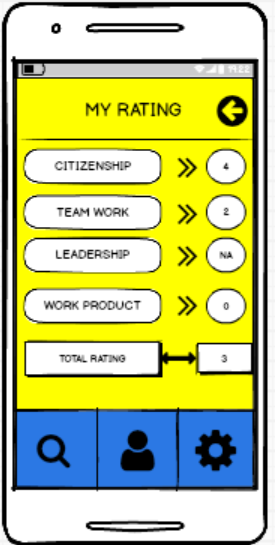 11:22
MY RATING
CITIZENSHIP 4
TEAM WORK 2
LEADERSHIP NA
WORK PRODUCT 0
TOTAL RATING 3